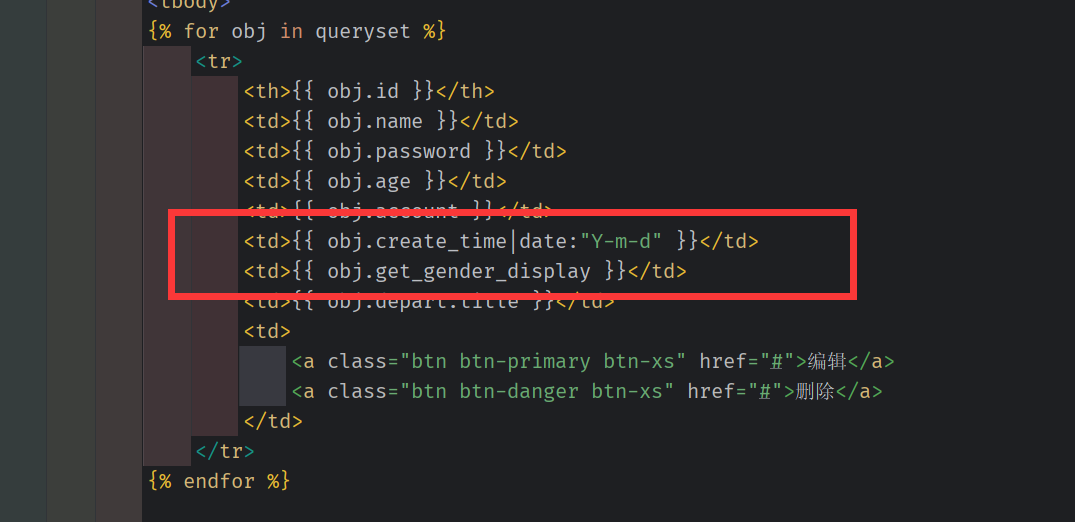 <tbody>
{% for obj in queryset %}
<tr>
<th>{{ obj.id }}</th>
<td>{{ obj.name }}</td>
<td>{{ obj.password }}</td>
<td>{{ obj.age }}</td>
<td>{{ obj.account }}</td>
<td>{{ obj.create_time|date:"Y-m-d" }}</td>
<td>{{ obj.get_gender_display }}</td>
<td>{{ obj.depart.title }}</td>
<td>
<a class="btn btn-primary btn-xs" href="#">编辑</a>
<a class="btn btn-danger btn-xs" href="#">删除</a>
</td>
</tr>
{% endfor %}